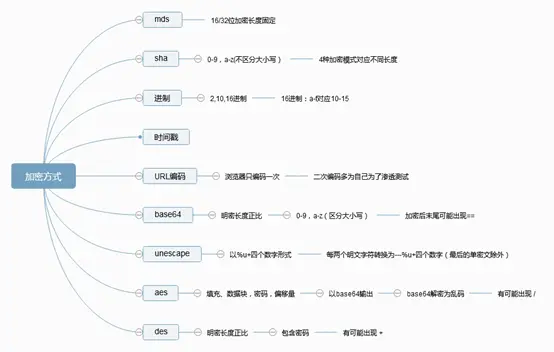 mds 16/32位加密长度固定
sha 0-9，a-z(不区分大小写） 4种加密模式对应不同长度
进制 2,10,16进制 16进制：a-f对应10-15
时间戳
加密方式
URL编码 浏览器只编码一次 二次编码多为自己为了渗透测试
base64 明密长度正比 0-9，a-z（区分大小写） 加密后末尾可能出现==
unescape 以%u+四个数字形式 每两个明文字符转换为一%u+四个数字（最后的单密文除外）
aes 填充、数据块，密码，偏移量 以base64输出 base64解密为乱码 有可能出现 /
des 明密长度正比 包含密码 有可能出现 +